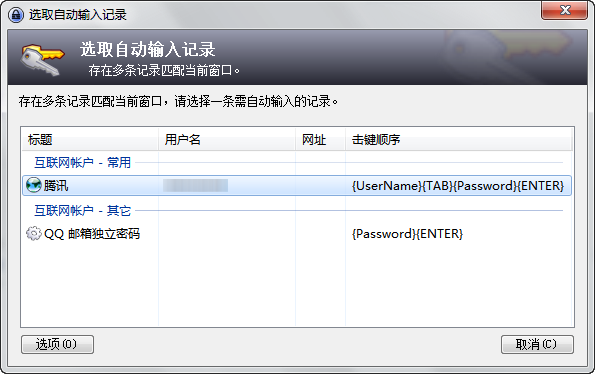 选取自动输入记录
选取自动输入记录
存在多条记录匹配当前窗口。
存在多条记录匹配当前窗口，请选择一条需自动输入的记录。
标题 用户名 网址 击键顺序
互联网帐户 - 常用
腾讯 {UserName}{TAB}{Password}{ENTER}
互联网帐户 - 其它
QQ 邮箱独立密码 {Password}{ENTER}
选项(O) 取消(C)